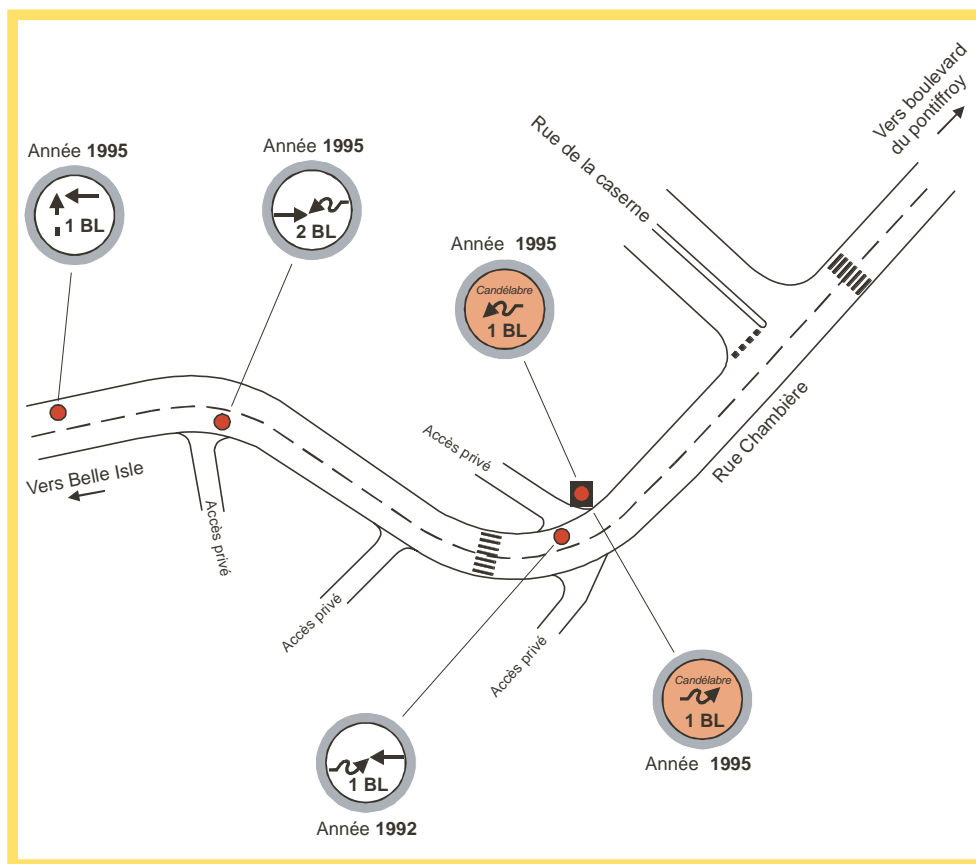 Vers boulevard
du pontiffroy
Rue de la caserne
Année 1995
1 BL
Année 1995
2 BL
Année 1995
Candélabre
1 BL
Rue Chambière
Accès privé
Vers Belle Isle
Accès privé
Accès privé
Accès privé
Candélabre
1 BL
Année 1995
1 BL
Année 1992